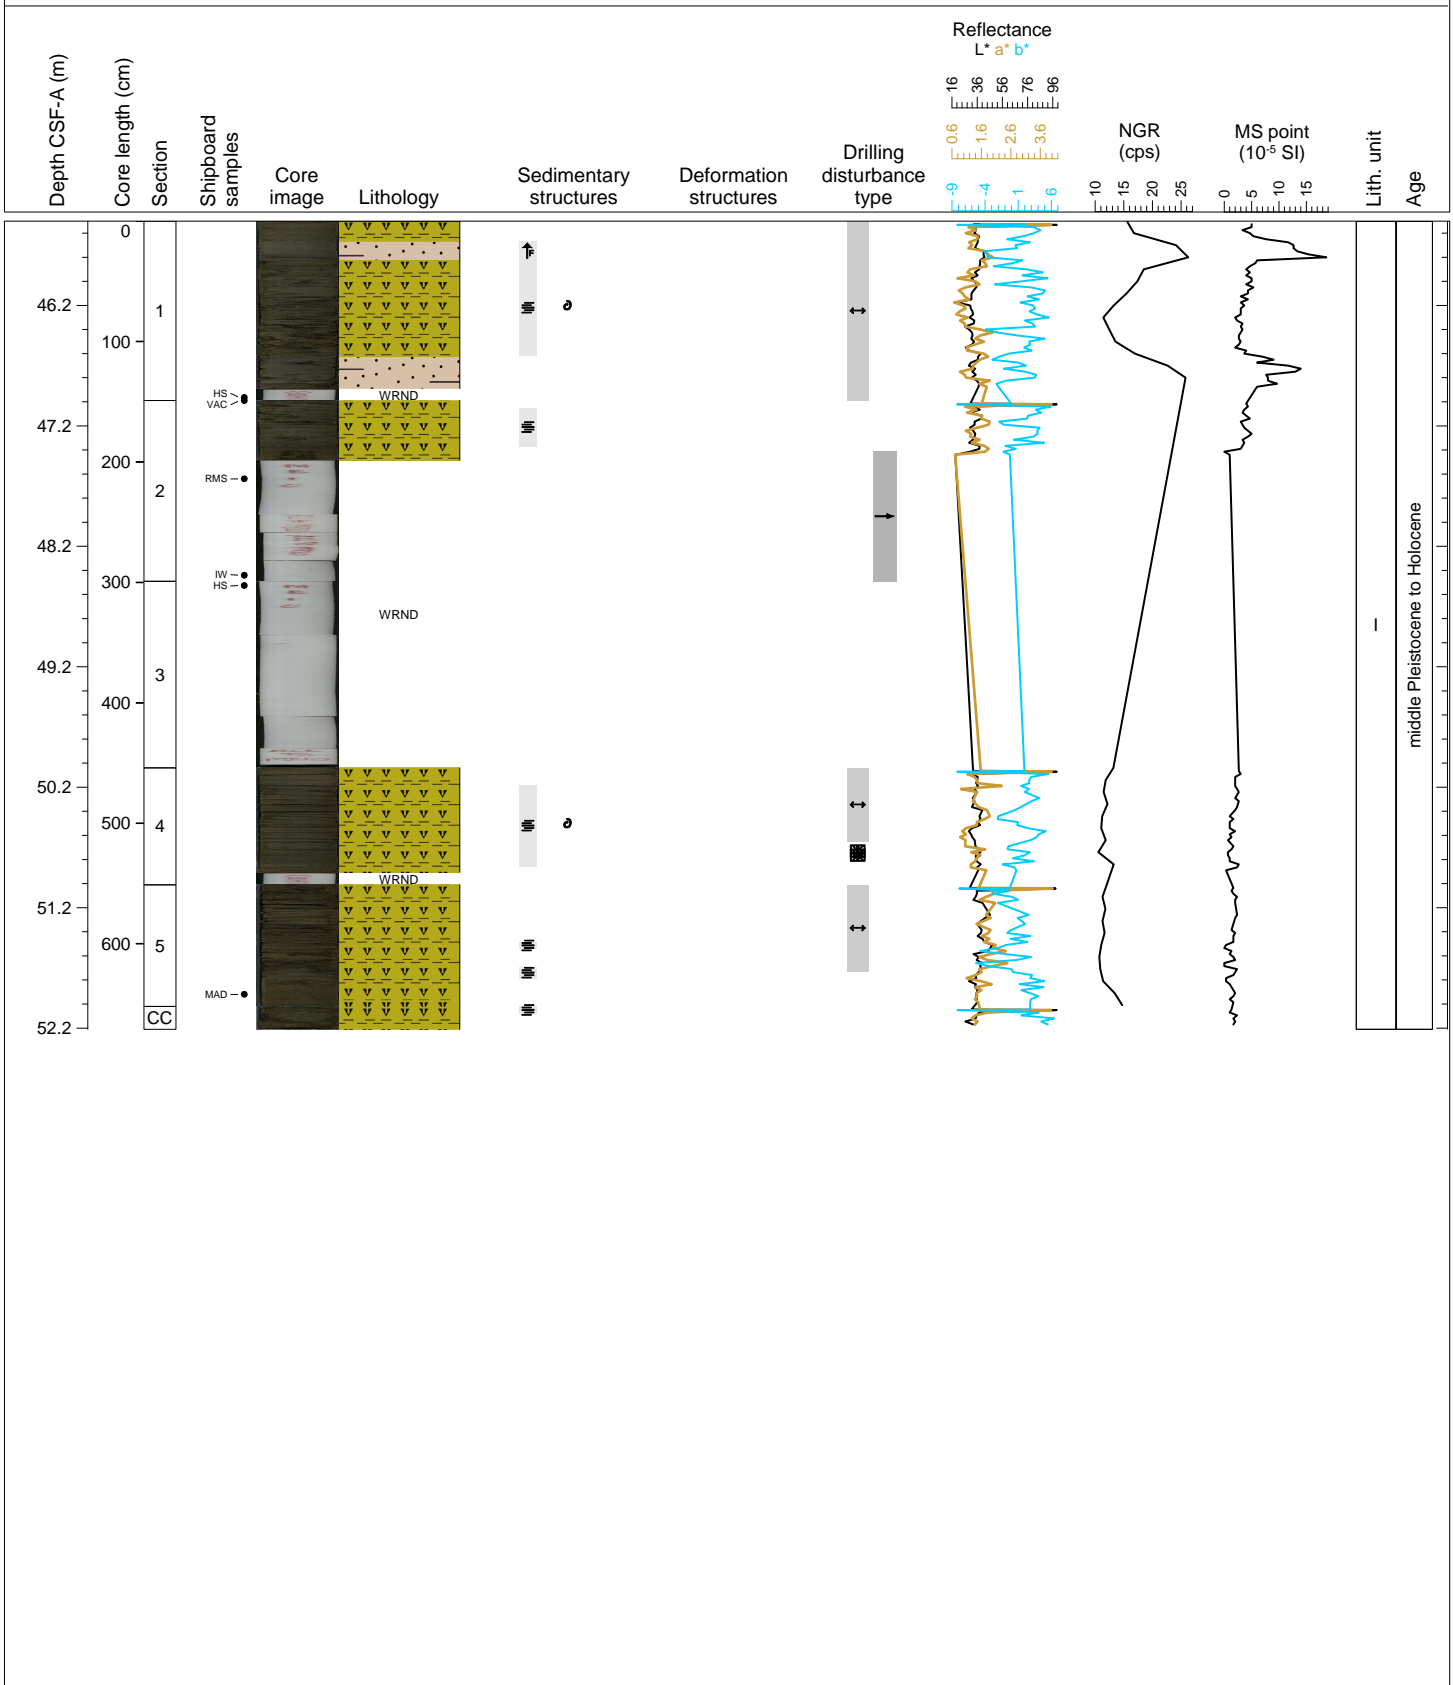 Depth CSF-A (m)
Core length (cm)
Section
Shipboard
samples
Core
image
Lithology
Sedimentary
structures
Deformation
structures
Drilling
disturbance
type
Reflectance
L* a* b*
16 36 56 76 96
0.6 1.6 2.6 3.6
-9 -4 1 6
NGR
(cps)
10 15 20 25
MS point
(10⁻⁵ SI)
0 5 10 15
Lith. unit
Age
0
F
46.2
1
100
HS
VAC
WRND
47.2
200
RMS
2
48.2
IW
300
HS
WRND
I
middle Pleistocene to Holocene
49.2
3
400
50.2
500
4
WRND
51.2
600
5
MAD
CC
52.2